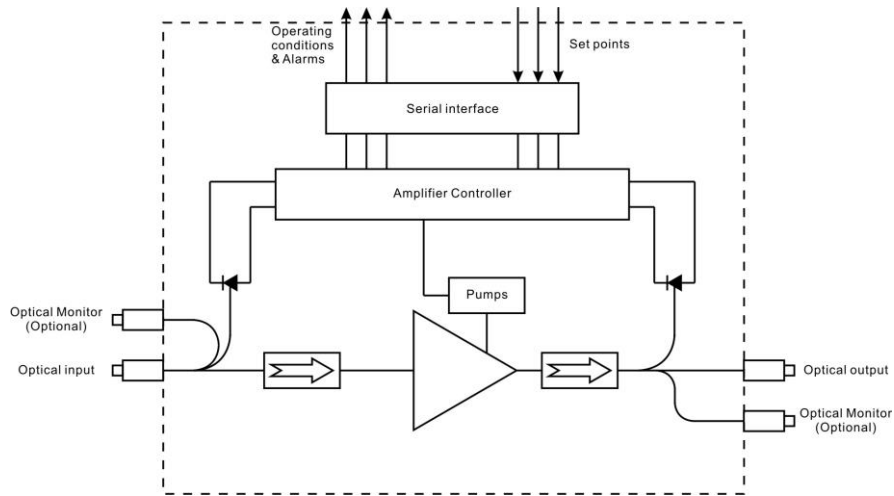 Operating
conditions
& Alarms
Set points
Serial interface
Amplifier Controller
Pumps
Optical Monitor
(Optional)
Optical input
Optical output
Optical Monitor
(Optional)